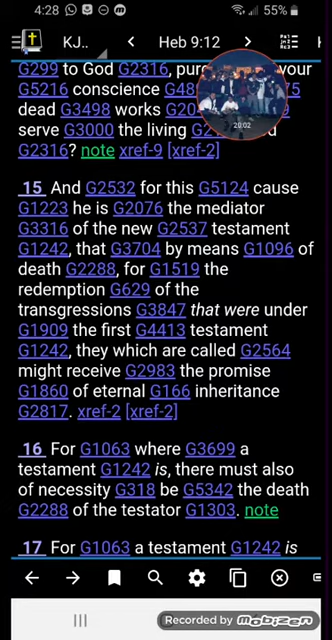 4:28
55%
KJ.. Heb 9:12
G299 to God G2316, your
G5216 conscience
dead G3498 works
serve G3000 the living
G2316? note xref-9 [xref-2]
15 And G2532 for this G5124 cause
G1223 he is G2076 the mediator
G3316 of the new G2537 testament
G1242, that G3704 by means G1096 of
death G2288, for G1519 the
redemption G629 of the
transgressions G3847 that were under
G1909 the first G4413 testament
G1242, they which are called G2564
might receive G2983 the promise
G1860 of eternal G166 inheritance
G2817. xref-2 [xref-2]
16 For G1063 where G3699 a
testament G1242 is, there must also
of necessity G318 be G5342 the death
G2288 of the testator G1303. note
17 For G1063 a testament G1242 is
20:02
Recorded by mobizen